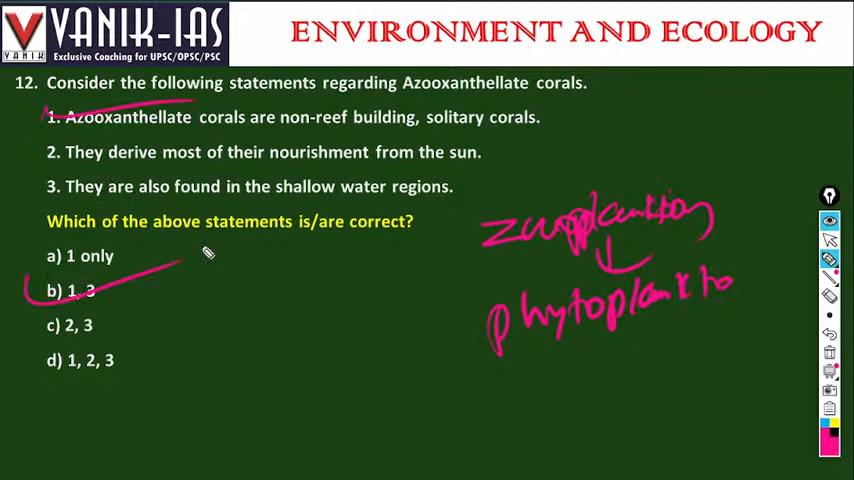 VANIK-IAS
VANIK
Exclusive Coaching for UPSC/OPSC/PSC
ENVIRONMENT AND ECOLOGY
12. Consider the following statements regarding Azooxanthellate corals.
1. Azooxanthellate corals are non-reef building, solitary corals.
2. They derive most of their nourishment from the sun.
3. They are also found in the shallow water regions.
Which of the above statements is/are correct?
a) 1 only
b) 1, 3
c) 2, 3
d) 1, 2, 3
phytoplankto